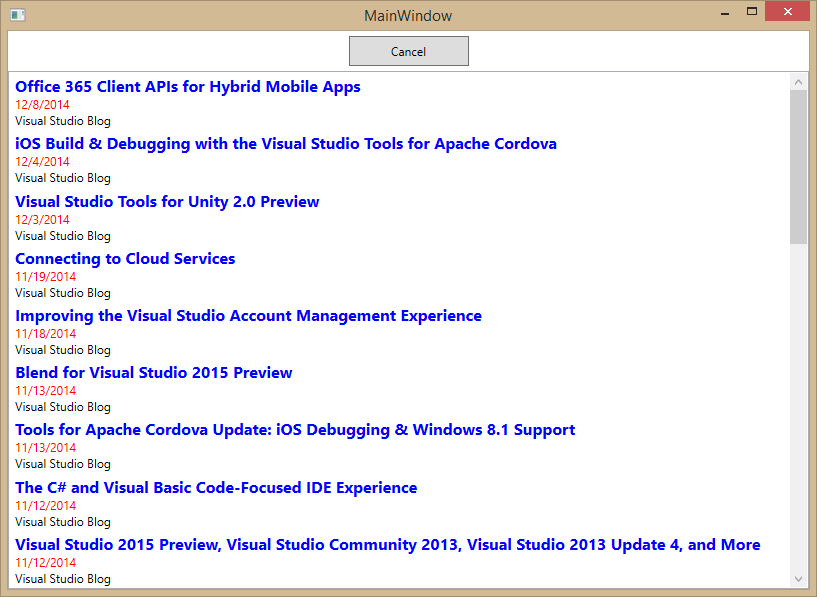 MainWindow
Cancel
Office 365 Client APIs for Hybrid Mobile Apps
12/8/2014
Visual Studio Blog
iOS Build & Debugging with the Visual Studio Tools for Apache Cordova
12/4/2014
Visual Studio Blog
Visual Studio Tools for Unity 2.0 Preview
12/3/2014
Visual Studio Blog
Connecting to Cloud Services
11/19/2014
Visual Studio Blog
Improving the Visual Studio Account Management Experience
11/18/2014
Visual Studio Blog
Blend for Visual Studio 2015 Preview
11/13/2014
Visual Studio Blog
Tools for Apache Cordova Update: iOS Debugging & Windows 8.1 Support
11/13/2014
Visual Studio Blog
The C# and Visual Basic Code-Focused IDE Experience
11/12/2014
Visual Studio Blog
Visual Studio 2015 Preview, Visual Studio Community 2013, Visual Studio 2013 Update 4, and More
11/12/2014
Visual Studio Blog